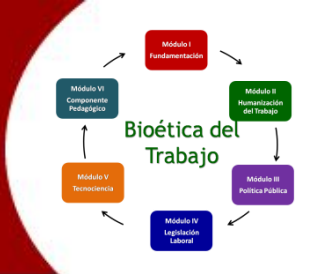 Módulo I
Fundamentación
Módulo II
Humanización
del Trabajo
Módulo III
Política Pública
Módulo IV
Legislación
Laboral
Módulo V
Tecnociencia
Módulo VI
Componente
Pedagógico
Bioética del
Trabajo